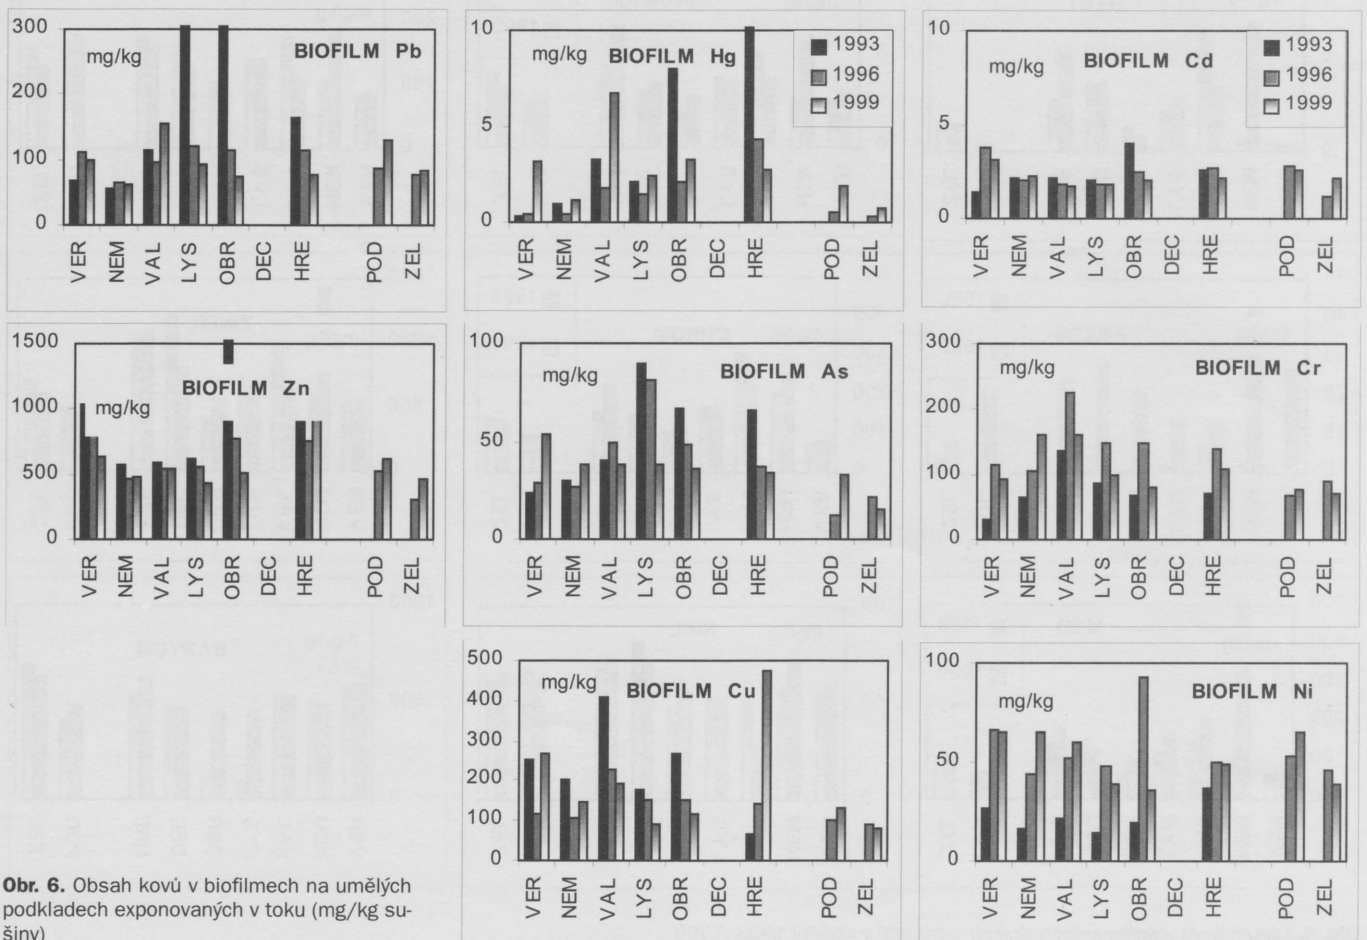 BIOFILM Pb
mg/kg
300
200
100
0
VER NEM VAL LYS OBR DEC HRE POD ZEL
BIOFILM Hg
mg/kg
1993
1996
1999
10
5
0
VER NEM VAL LYS OBR DEC HRE POD ZEL
BIOFILM Cd
mg/kg
1993
1996
1999
10
5
0
VER NEM VAL LYS OBR DEC HRE POD ZEL
BIOFILM Zn
mg/kg
1500
1000
500
0
VER NEM VAL LYS OBR DEC HRE POD ZEL
BIOFILM As
mg/kg
100
50
0
VER NEM VAL LYS OBR DEC HRE POD ZEL
BIOFILM Cr
mg/kg
300
200
100
0
VER NEM VAL LYS OBR DEC HRE POD ZEL
BIOFILM Cu
mg/kg
500
400
300
200
100
0
VER NEM VAL LYS OBR DEC HRE POD ZEL
BIOFILM Ni
mg/kg
100
50
0
VER NEM VAL LYS OBR DEC HRE POD ZEL
Obr. 6. Obsah kovů v biofilmech na umělých
podkladech exponovaných v toku (mg/kg su-
šiny)